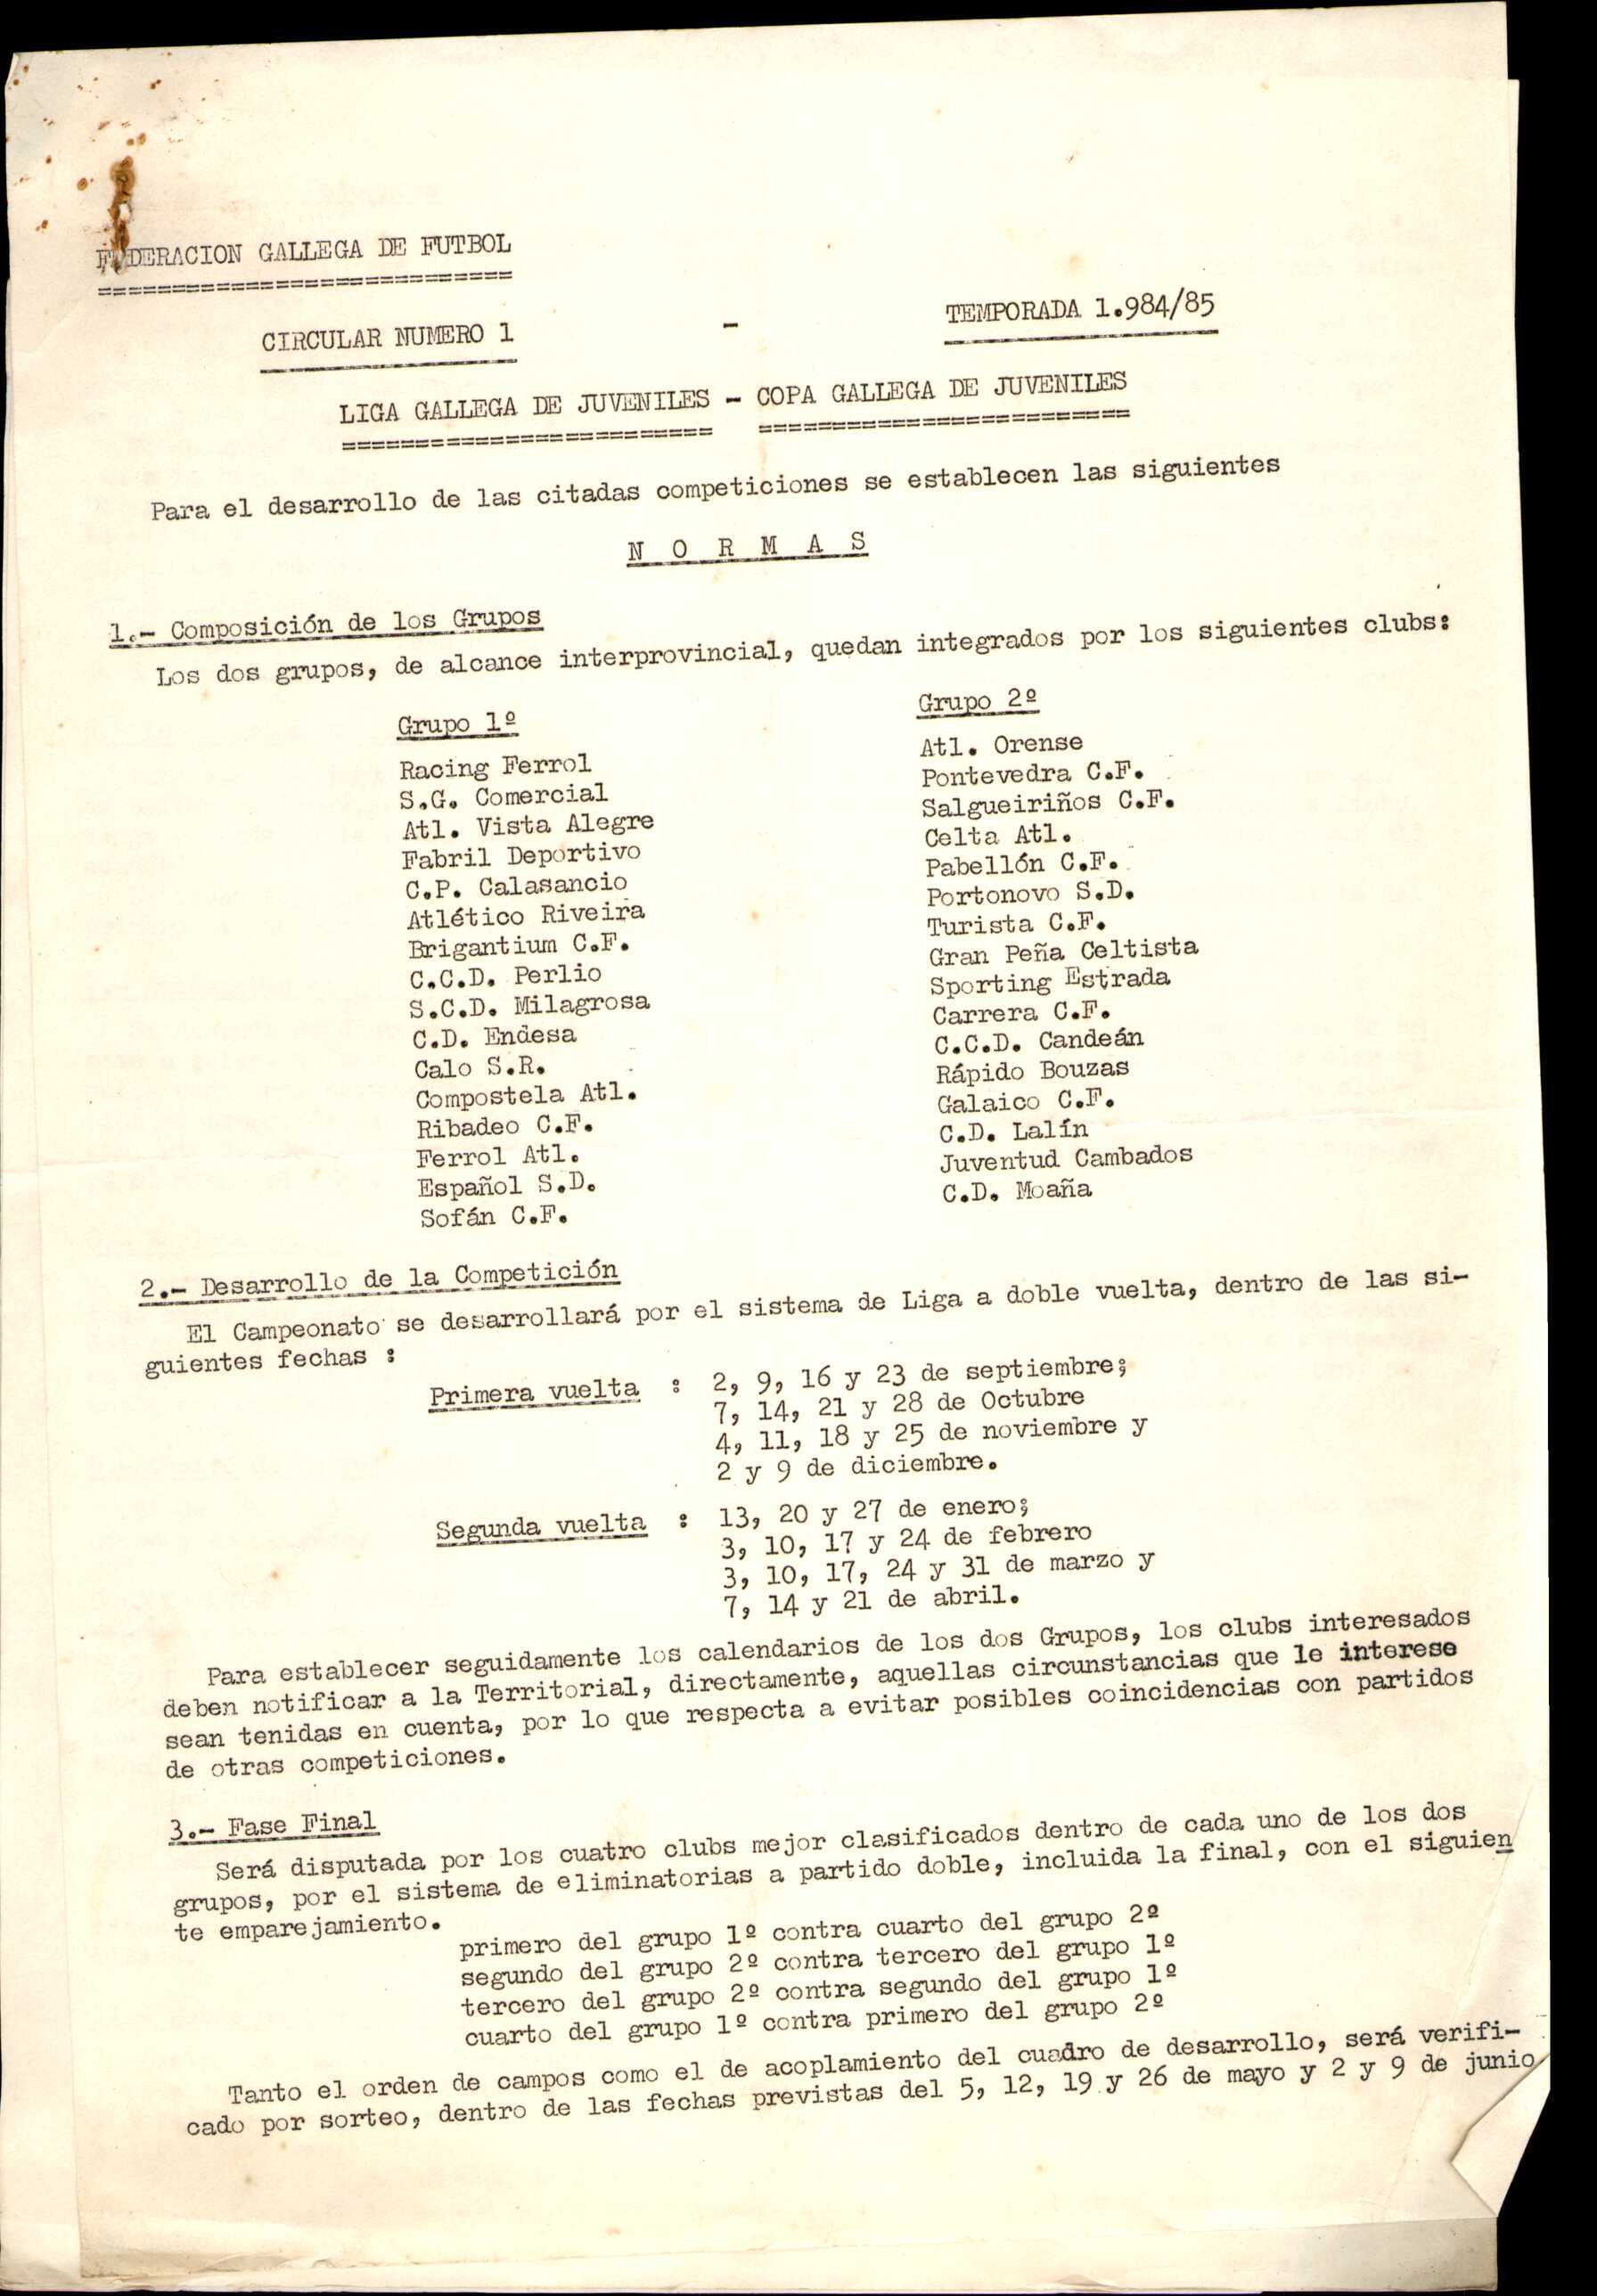 FEDERACION GALLEGA DE FUTBOL
============================
CIRCULAR NUMERO 1 - TEMPORADA 1.984/85
LIGA GALLEGA DE JUVENILES - COPA GALLEGA DE JUVENILES
========================= =========================
Para el desarrollo de las citadas competiciones se establecen las siguientes
N O R M A S
1.- Composición de los Grupos
Los dos grupos, de alcance interprovincial, quedan integrados por los siguientes clubs:
Grupo 1º
Racing Ferrol
S.G. Comercial
Atl. Vista Alegre
Fabril Deportivo
C.P. Calasancio
Atlético Riveira
Brigantium C.F.
C.C.D. Perlio
S.C.D. Milagrosa
C.D. Endesa
Calo S.R.
Compostela Atl.
Ribadeo C.F.
Ferrol Atl.
Español S.D.
Sofán C.F.
Grupo 2º
Atl. Orense
Pontevedra C.F.
Salgueiriños C.F.
Celta Atl.
Pabellón C.F.
Portonovo S.D.
Turista C.F.
Gran Peña Celtista
Sporting Estrada
Carrera C.F.
C.C.D. Candeán
Rápido Bouzas
Galaico C.F.
C.D. Lalín
Juventud Cambados
C.D. Moaña
2.- Desarrollo de la Competición
El Campeonato se desarrollará por el sistema de Liga a doble vuelta, dentro de las si-
guientes fechas :
Primera vuelta : 2, 9, 16 y 23 de septiembre;
7, 14, 21 y 28 de Octubre
4, 11, 18 y 25 de noviembre y
2 y 9 de diciembre.
Segunda vuelta : 13, 20 y 27 de enero;
3, 10, 17 y 24 de febrero
3, 10, 17, 24 y 31 de marzo y
7, 14 y 21 de abril.
Para establecer seguidamente los calendarios de los dos Grupos, los clubs interesados
deben notificar a la Territorial, directamente, aquellas circunstancias que le interese
sean tenidas en cuenta, por lo que respecta a evitar posibles coincidencias con partidos
de otras competiciones.
3.- Fase Final
Será disputada por los cuatro clubs mejor clasificados dentro de cada uno de los dos
grupos, por el sistema de eliminatorias a partido doble, incluida la final, con el siguien
te emparejamiento.
primero del grupo 1º contra cuarto del grupo 2º
segundo del grupo 2º contra tercero del grupo 1º
tercero del grupo 2º contra segundo del grupo 1º
cuarto del grupo 1º contra primero del grupo 2º
Tanto el orden de campos como el de acoplamiento del cuadro de desarrollo, será verifi-
cado por sorteo, dentro de las fechas previstas del 5, 12, 19 y 26 de mayo y 2 y 9 de junio